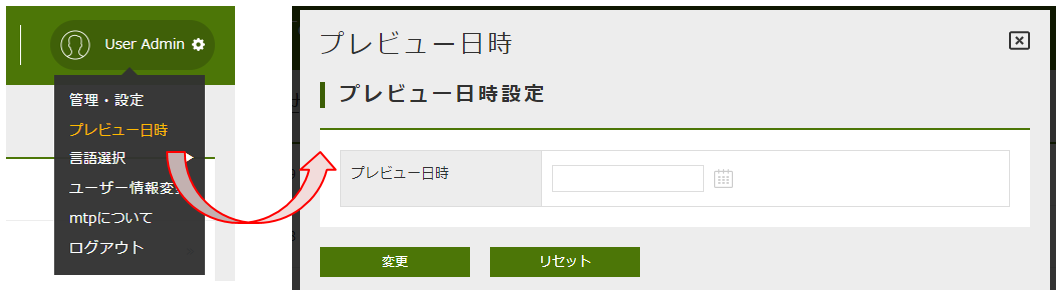 User Admin
管理・設定
プレビュー日時
言語選択
ユーザー情報変
mtpについて
ログアウト
プレビュー日時
プレビュー日時設定
プレビュー日時
変更
リセット